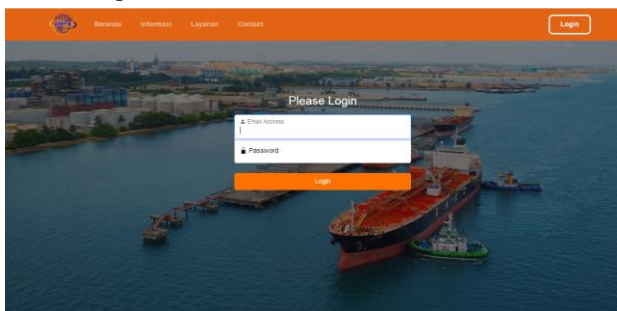 Beranda Informasi Layanan Contact Login
Please Login
Email Address
Password
Login